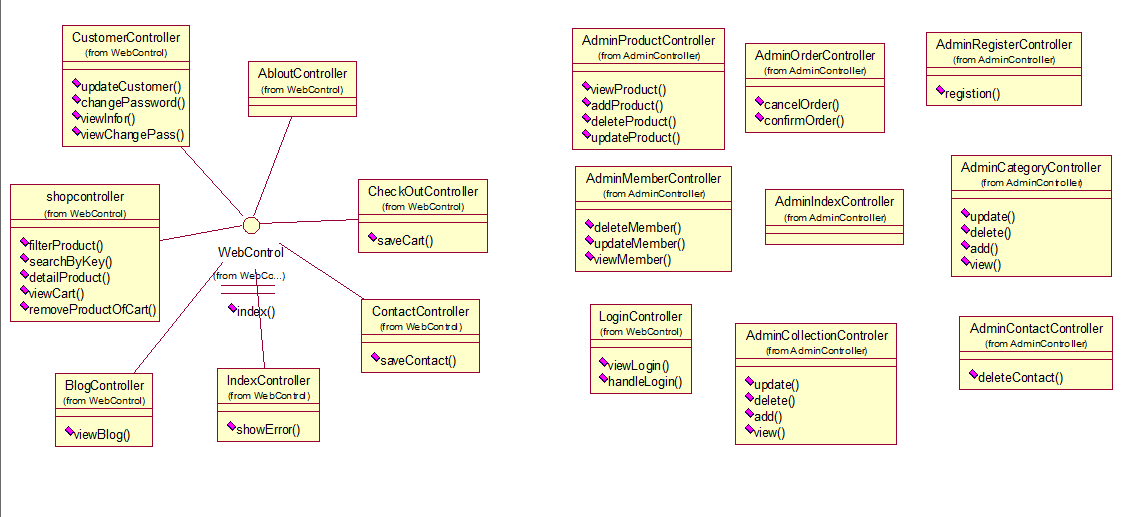 CustomerController
(from WebControl)
updateCustomer()
changePassword()
viewInfor()
viewChangePass()
AbloutController
(from WebControl)
shopcontroller
(from WebControl)
filterProduct()
searchByKey()
detailProduct()
viewCart()
removeProductOfCart()
CheckOutController
(from WebControl)
saveCart()
WebControl
(from WebCo...)
index()
ContactController
(from WebControl)
saveContact()
BlogController
(from WebControl)
viewBlog()
IndexController
(from WebControl)
showError()
AdminProductController
(from AdminController)
viewProduct()
addProduct()
deleteProduct()
updateProduct()
AdminOrderController
(from AdminController)
cancelOrder()
confirmOrder()
AdminRegisterController
(from AdminController)
registion()
AdminMemberController
(from AdminController)
deleteMember()
updateMember()
viewMember()
AdminIndexController
(from AdminController)
AdminCategoryController
(from AdminController)
update()
delete()
add()
view()
LoginController
(from WebControl)
viewLogin()
handleLogin()
AdminCollectionControler
(from AdminController)
update()
delete()
add()
view()
AdminContactController
(from AdminController)
deleteContact()